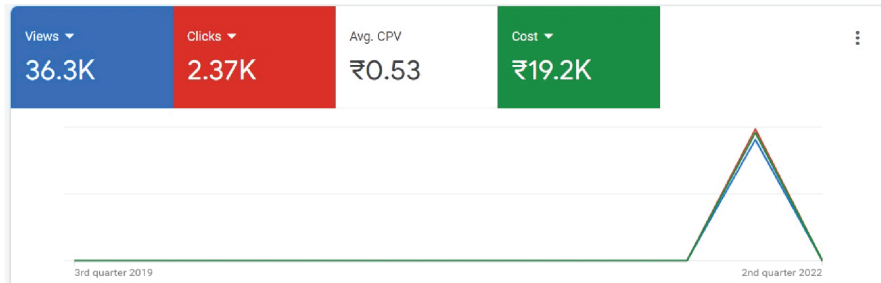 Views
Clicks
Avg. CPV
Cost
36.3K
2.37K
₹0.53
₹19.2K
3rd quarter 2019
2nd quarter 2022